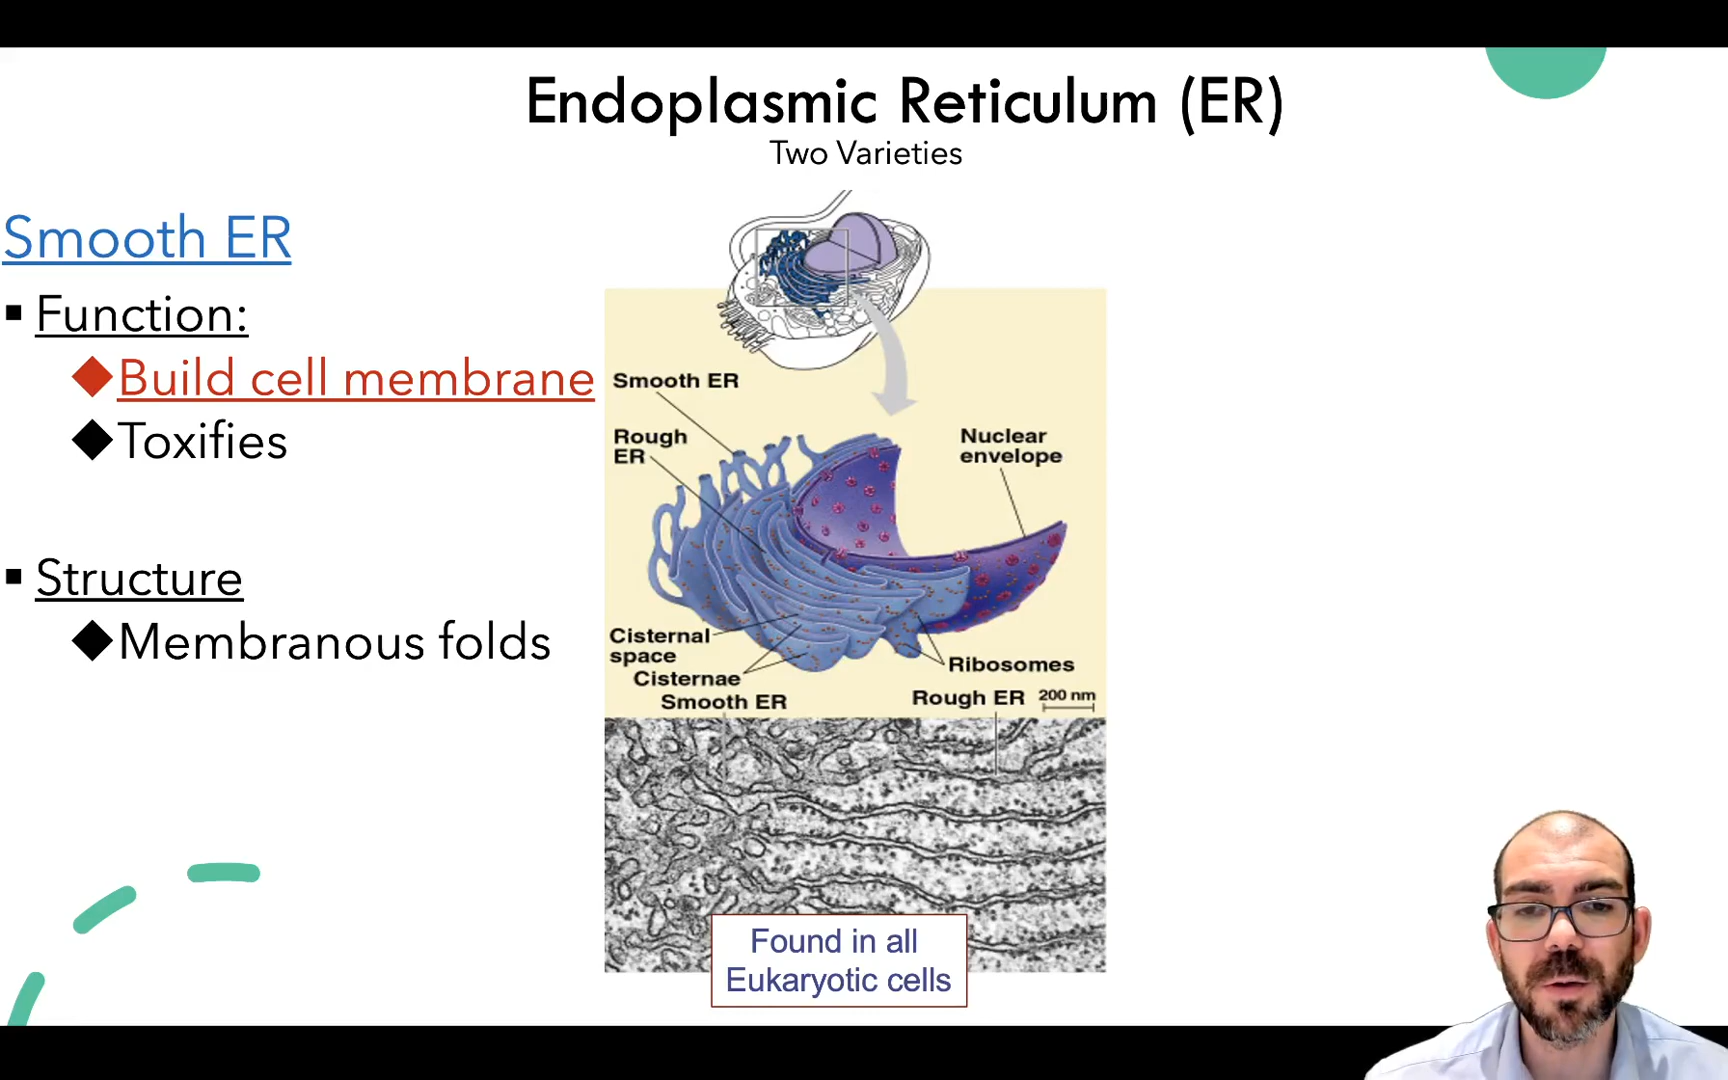 Endoplasmic Reticulum (ER)
Two Varieties
Smooth ER
Function:
Build cell membrane
Toxifies
Structure
Membranous folds
Smooth ER
Rough
ER
Nuclear
envelope
Cisternal
space
Cisternae
Ribosomes
Smooth ER
Rough ER
200 nm
Found in all
Eukaryotic cells